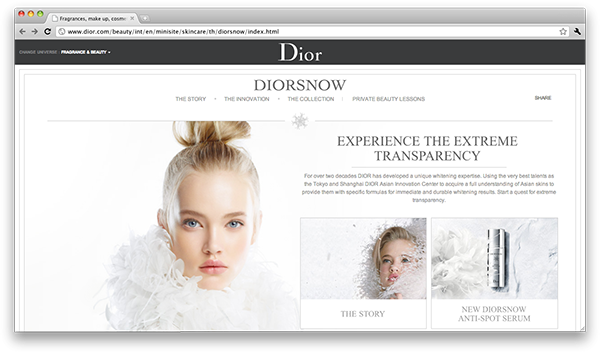 Fragrances, make up, cosme
www.dior.com/beauty/int/en/minisite/skincare/th/diorsnow/index.html
CHANGE UNIVERSE: FRAGRANCE & BEAUTY
Dior
DIORSNOW
THE STORY THE INNOVATION THE COLLECTION PRIVATE BEAUTY LESSONS
SHARE
EXPERIENCE THE EXTREME
TRANSPARENCY
For over two decades DIOR has developed a unique whitening expertise. Using the very best talents as
the Tokyo and Shanghai DIOR Asian Innovation Center to acquire a full understanding of Asian skins to
provide them with specific formulas for immediate and durable whitening results. Start a quest for extreme
transparency.
THE STORY
NEW DIORSNOW
ANTI-SPOT SERUM